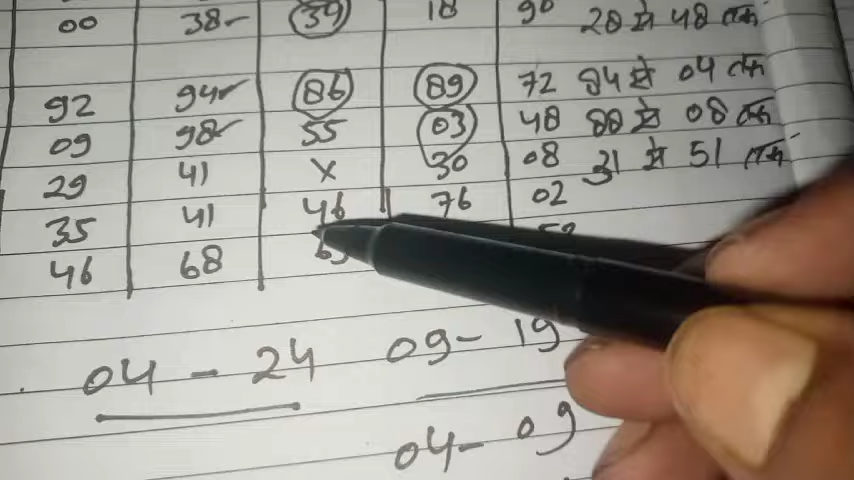 00 38 39 18 90 28 से 48 तक
92 94 86 89 72 84 से 04 तक
09 98 55 03 48 88 से 08 तक
29 41 X 30 08 31 से 51 तक
35 41 46 76 02
46 68
04 - 24 09 - 19
04 - 09